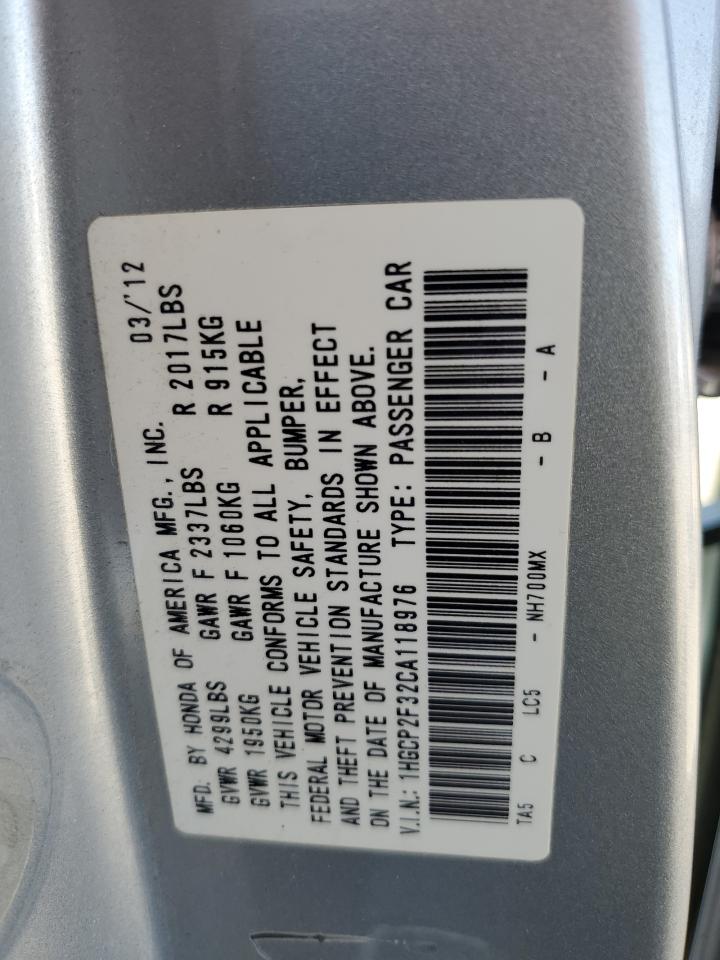 MFD. BY HONDA OF AMERICA MFG., INC. 03/'12
GVWR 4299LBS GAWR F 2337LBS R 2017LBS
GVWR 1950KG GAWR F 1060KG R 915KG
THIS VEHICLE CONFORMS TO ALL APPLICABLE
FEDERAL MOTOR VEHICLE SAFETY, BUMPER,
AND THEFT PREVENTION STANDARDS IN EFFECT
ON THE DATE OF MANUFACTURE SHOWN ABOVE.
V.I.N.: 1HGCP2F32CA118976 TYPE: PASSENGER CAR
TA5 C LC5 - NH700MX - B - A